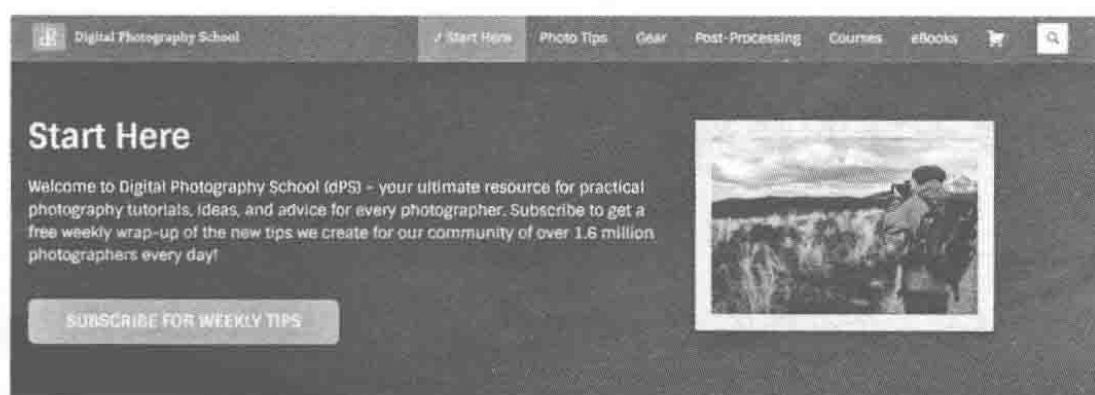 dP Digital Photography School
Start Here
Photo Tips
Gear
Post-Processing
Courses
eBooks
Start Here
Welcome to Digital Photography School (dPS) – your ultimate resource for practical
photography tutorials, ideas, and advice for every photographer. Subscribe to get a
free weekly wrap-up of the new tips we create for our community of over 1.6 million
photographers every day!
SUBSCRIBE FOR WEEKLY TIPS